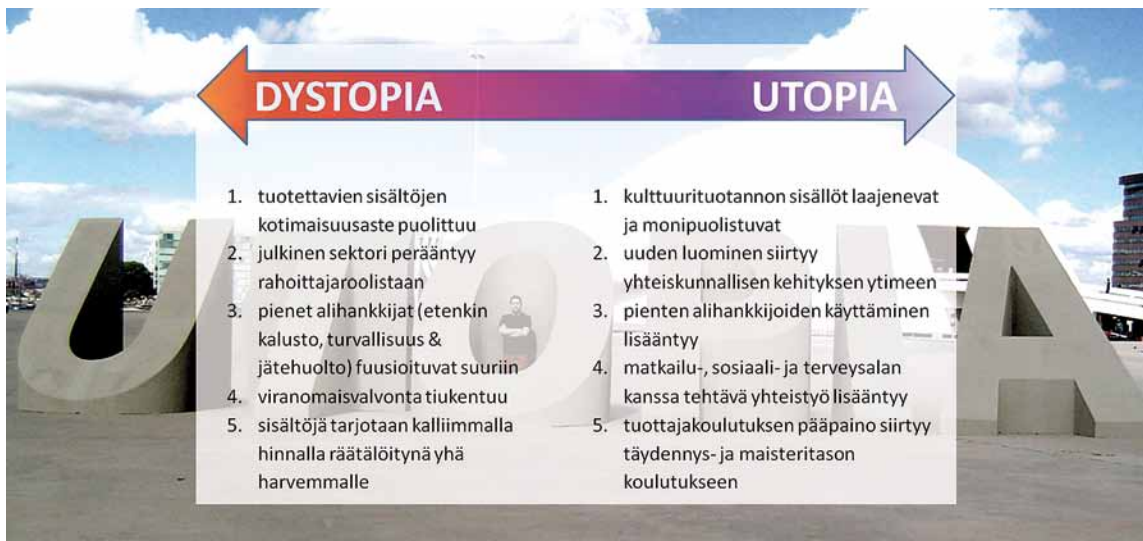 DYSTOPIA
UTOPIA
1. tuotettavien sisältöjen
kotimaisuusaste puolittuu
2. julkinen sektori perääntyy
rahoittajaroolistaan
3. pienet alihankkijat (etenkin
kalusto, turvallisuus &
jätehuolto) fuusioituvat suuriin
4. viranomaisvalvonta tiukentuu
5. sisältöjä tarjotaan kalliimmalla
hinnalla räätälöitynä yhä
harvemmalle
1. kulttuurituotannon sisällöt laajenevat
ja monipuolistuvat
2. uuden luominen siirtyy
yhteiskunnallisen kehityksen ytimeen
3. pienten alihankkijoiden käyttäminen
lisääntyy
4. matkailu-, sosiaali- ja terveysalan
kanssa tehtävä yhteistyö lisääntyy
5. tuottajakoulutuksen pääpaino siirtyy
täydennys- ja maisteritason
koulutukseen
UTOPIA